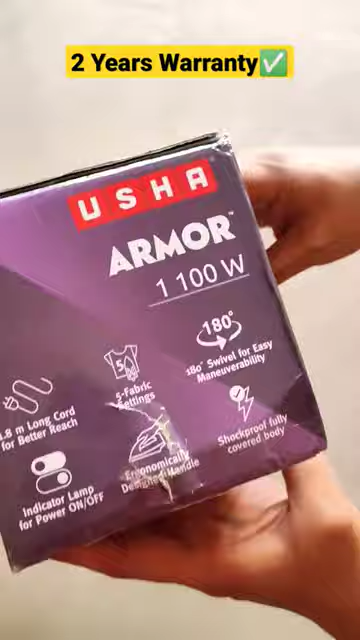 2 Years Warranty✅
USHA
ARMOR™
1 100 W
180°
180° Swivel for Easy
Maneuverability
5
5-Fabric
Settings
.8 m Long Cord
for Better Reach
Shockproof fully
covered body
Ergonomically
Designed Handle
Indicator Lamp
for Power ON/OFF